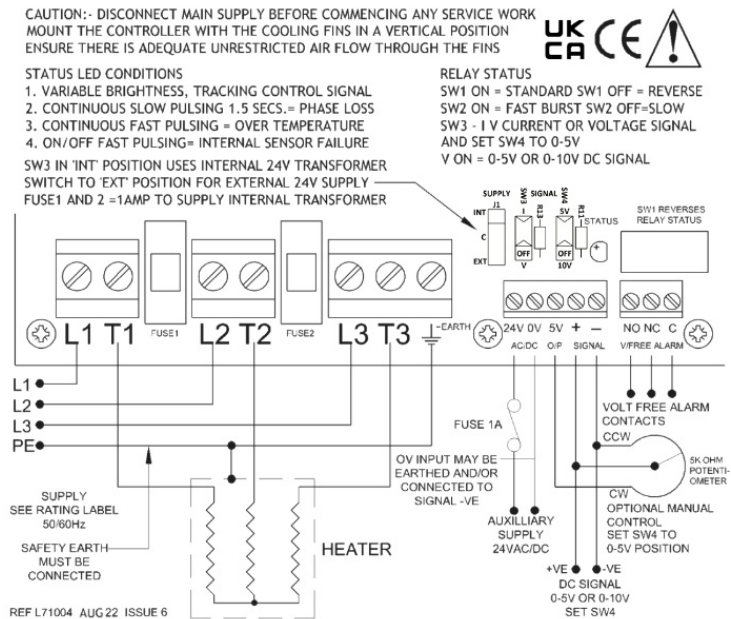 CAUTION:- DISCONNECT MAIN SUPPLY BEFORE COMMENCING ANY SERVICE WORK
MOUNT THE CONTROLLER WITH THE COOLING FINS IN A VERTICAL POSITION
ENSURE THERE IS ADEQUATE UNRESTRICTED AIR FLOW THROUGH THE FINS
UK
CA
CE
STATUS LED CONDITIONS
1. VARIABLE BRIGHTNESS, TRACKING CONTROL SIGNAL
2. CONTINUOUS SLOW PULSING 1.5 SECS.= PHASE LOSS
3. CONTINUOUS FAST PULSING = OVER TEMPERATURE
4. ON/OFF FAST PULSING= INTERNAL SENSOR FAILURE
SW3 IN 'INT' POSITION USES INTERNAL 24V TRANSFORMER
SWITCH TO 'EXT' POSITION FOR EXTERNAL 24V SUPPLY
FUSE1 AND 2 =1AMP TO SUPPLY INTERNAL TRANSFORMER
RELAY STATUS
SW1 ON = STANDARD SW1 OFF = REVERSE
SW2 ON = FAST BURST SW2 OFF=SLOW
SW3 - I V CURRENT OR VOLTAGE SIGNAL
AND SET SW4 TO 0-5V
V ON = 0-5V OR 0-10V DC SIGNAL
SUPPLY
J1
INT
C
EXT
SW3
SIGNAL
I
OFF
V
R13
SW4
5V
OFF
10V
R11
STATUS
+
SW1 REVERSES
RELAY STATUS
L1 T1
FUSE1
L2 T2
FUSE2
L3 T3
-EARTH
24V 0V 5V + −
AC/DC O/P SIGNAL
NO NC C
V/FREE ALARM
L1
L2
L3
PE
SUPPLY
SEE RATING LABEL
50/60Hz
SAFETY EARTH
MUST BE
CONNECTED
HEATER
FUSE 1A
OV INPUT MAY BE
EARTHED AND/OR
CONNECTED TO
SIGNAL -VE
AUXILLIARY
SUPPLY
24VAC/DC
VOLT FREE ALARM
CONTACTS
CCW
5K OHM
POTENTI-
OMETER
CW
OPTIONAL MANUAL
CONTROL
SET SW4 TO
0-5V POSITION
+VE
-VE
DC SIGNAL
0-5V OR 0-10V
SET SW4
REF L71004 AUG 22 ISSUE 6